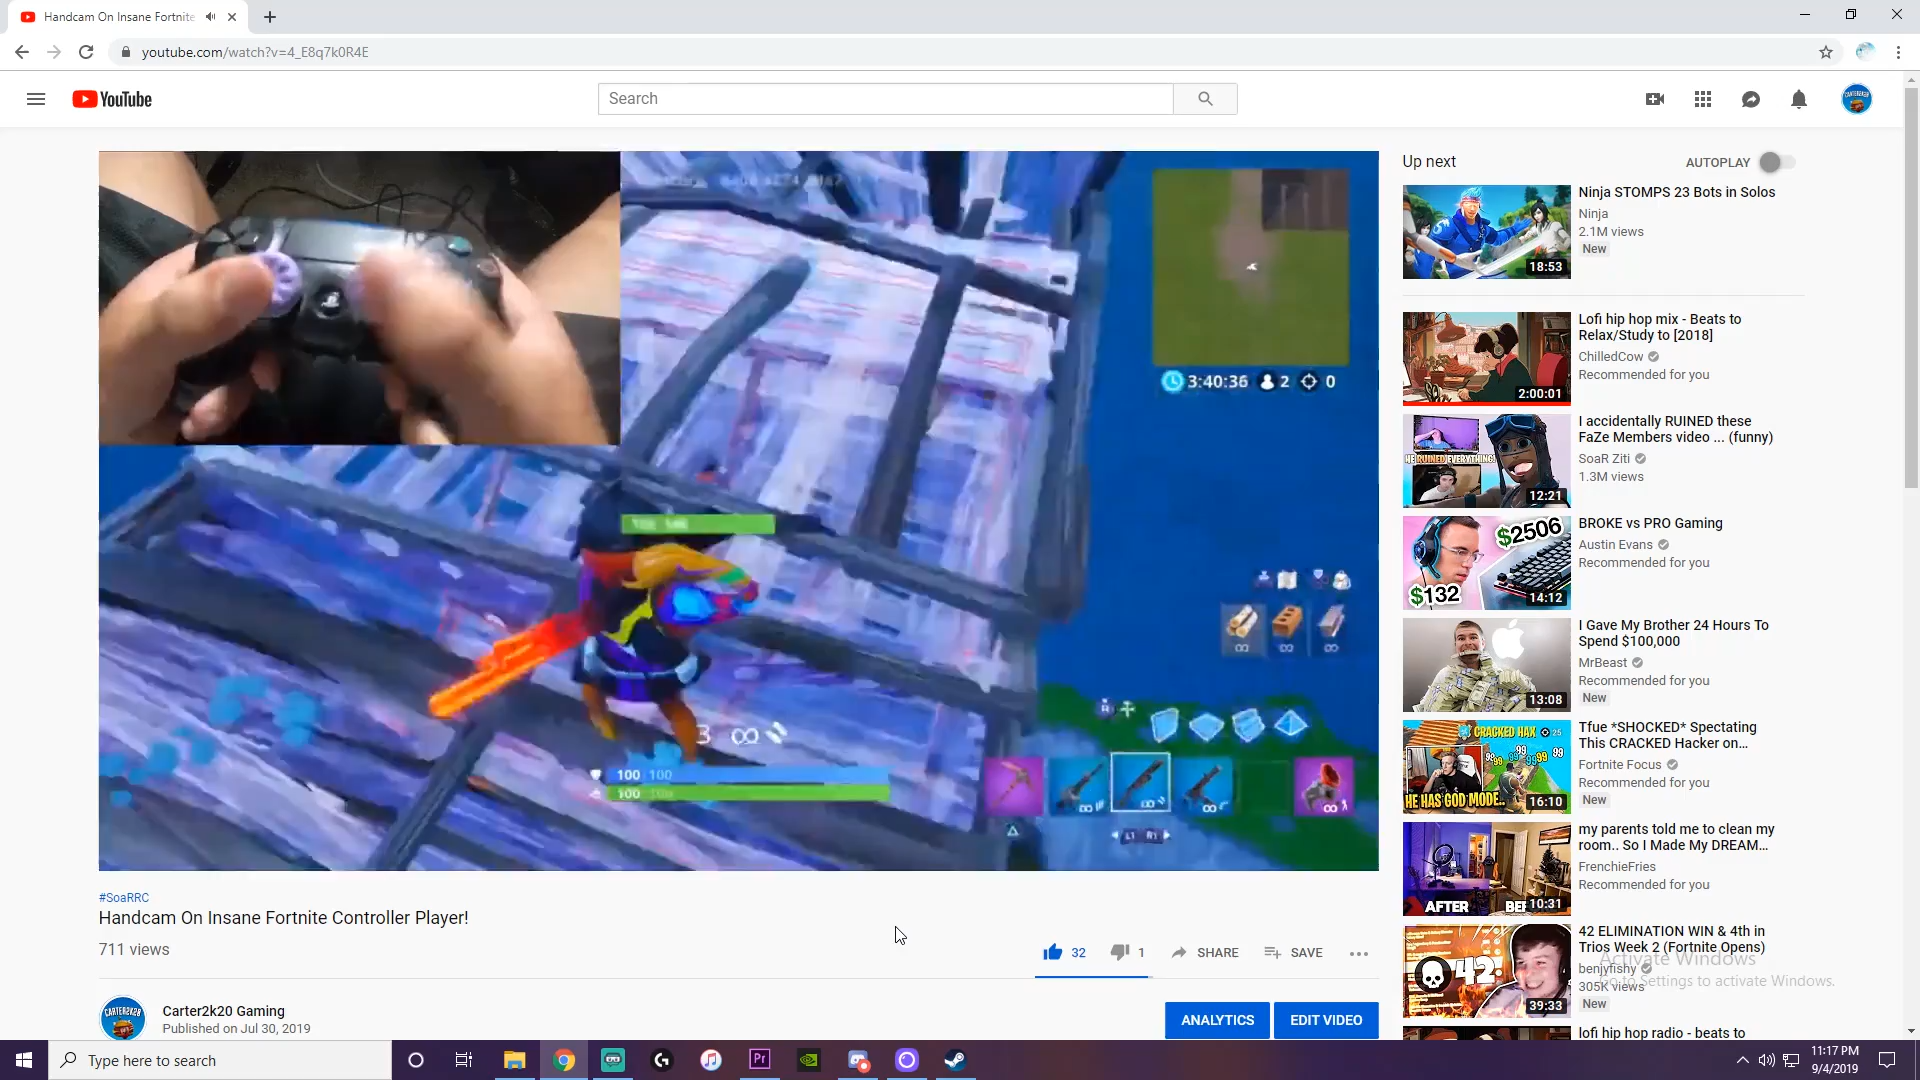 Handcam On Insane Fortnite
youtube.com/watch?v=4_E8q7k0R4E
YouTube
Search
3:40:36 2 0
∞ ∞ ∞
3 ∞
100 100
100
∞ ∞ ∞ ∞
L1 R1
#SoaRRC
Handcam On Insane Fortnite Controller Player!
711 views
32 1 SHARE SAVE
Carter2k20 Gaming
Published on Jul 30, 2019
ANALYTICS EDIT VIDEO
Up next AUTOPLAY
Ninja STOMPS 23 Bots in Solos
Ninja
2.1M views
New
18:53
Lofi hip hop mix - Beats to
Relax/Study to [2018]
ChilledCow
Recommended for you
2:00:01
I accidentally RUINED these
FaZe Members video ... (funny)
SoaR Ziti
1.3M views
HE RUINED EVERYTHING
12:21
BROKE vs PRO Gaming
Austin Evans
Recommended for you
$2506
$132
14:12
I Gave My Brother 24 Hours To
Spend $100,000
MrBeast
Recommended for you
New
13:08
Tfue *SHOCKED* Spectating
This CRACKED Hacker on...
Fortnite Focus
Recommended for you
New
CRACKED HAX 25
HE HAS GOD MODE..
16:10
my parents told me to clean my
room.. So I Made My DREAM...
FrenchieFries
Recommended for you
AFTER BEF
10:31
42 ELIMINATION WIN & 4th in
Trios Week 2 (Fortnite Opens)
benjyfishy
305K views
New
42
39:33
Activate Windows
Go to Settings to activate Windows.
lofi hip hop radio - beats to
Type here to search
Pr
11:17 PM
9/4/2019